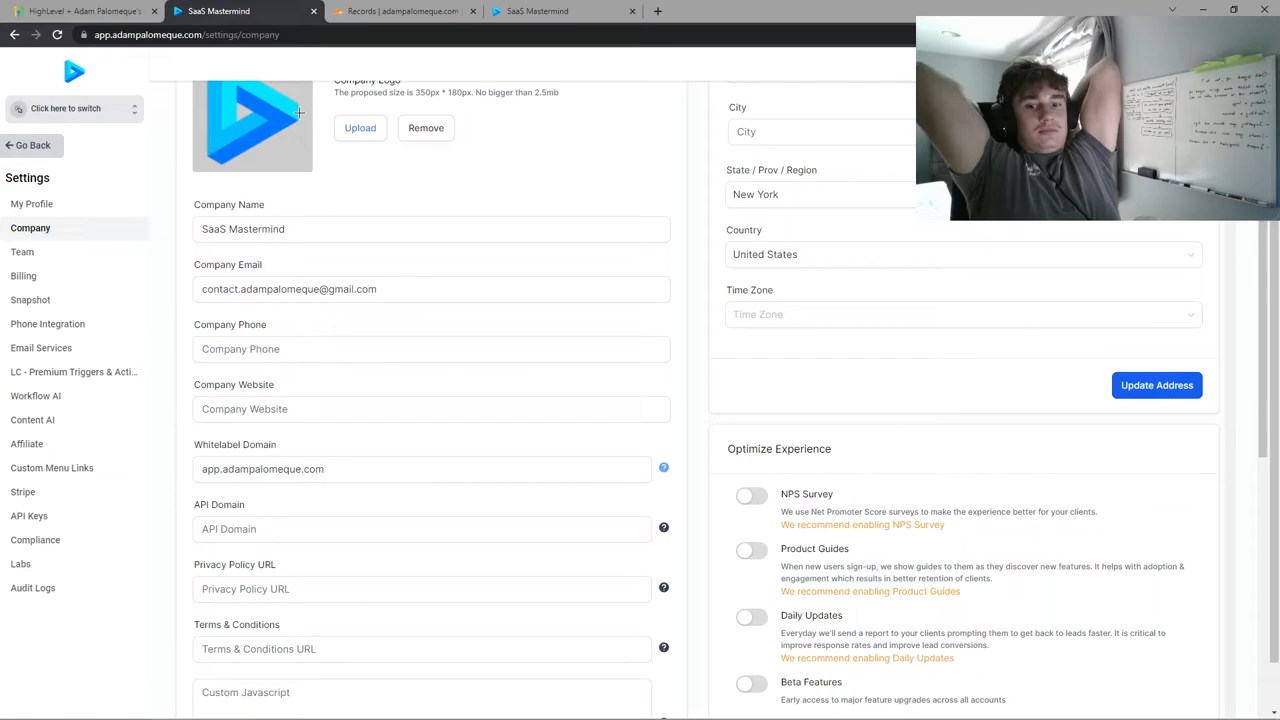 HighLevel + Adam Palomeque's
SaaS Mastermind
Records | adampalomeque.com
SaaS Mastermind
app.adampalomeque.com/settings/company
Click here to switch
Go Back
Settings
My Profile
Company
Team
Billing
Snapshot
Phone Integration
Email Services
LC - Premium Triggers & Acti...
Workflow AI
Content AI
Affiliate
Custom Menu Links
Stripe
API Keys
Compliance
Labs
Audit Logs
Company Logo
The proposed size is 350px * 180px. No bigger than 2.5mb
Upload
Remove
Company Name
SaaS Mastermind
Company Email
contact.adampalomeque@gmail.com
Company Phone
Company Phone
Company Website
Company Website
Whitelabel Domain
app.adampalomeque.com
API Domain
API Domain
Privacy Policy URL
Privacy Policy URL
Terms & Conditions
Terms & Conditions URL
Custom Javascript
City
City
State / Prov / Region
New York
Country
United States
Time Zone
Time Zone
Update Address
Optimize Experience
NPS Survey
We use Net Promoter Score surveys to make the experience better for your clients.
We recommend enabling NPS Survey
Product Guides
When new users sign-up, we show guides to them as they discover new features. It helps with adoption &
engagement which results in better retention of clients.
We recommend enabling Product Guides
Daily Updates
Everyday we'll send a report to your clients prompting them to get back to leads faster. It is critical to
improve response rates and improve lead conversions.
We recommend enabling Daily Updates
Beta Features
Early access to major feature upgrades across all accounts